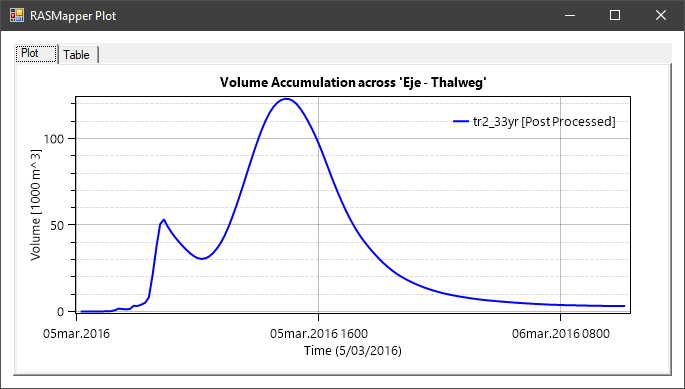 RASMapper Plot
Plot Table
Volume Accumulation across 'Eje - Thalweg'
tr2_33yr [Post Processed]
Volume [1000 m^3]
100
50
0
05mar.2016 05mar.2016 1600 06mar.2016 0800
Time (5/03/2016)